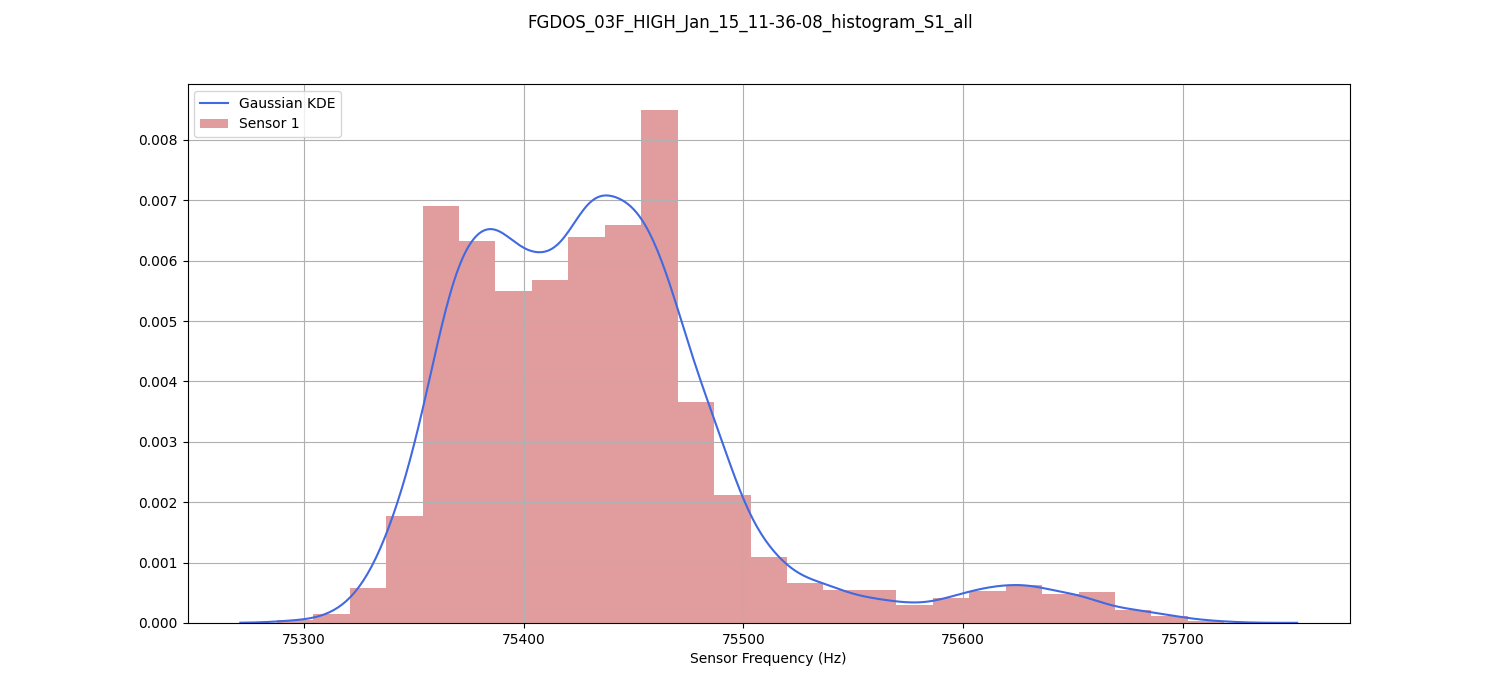 FGDOS_03F_HIGH_Jan_15_11-36-08_histogram_S1_all
Gaussian KDE
Sensor 1
0.008
0.007
0.006
0.005
0.004
0.003
0.002
0.001
0.000
75300 75400 75500 75600 75700
Sensor Frequency (Hz)